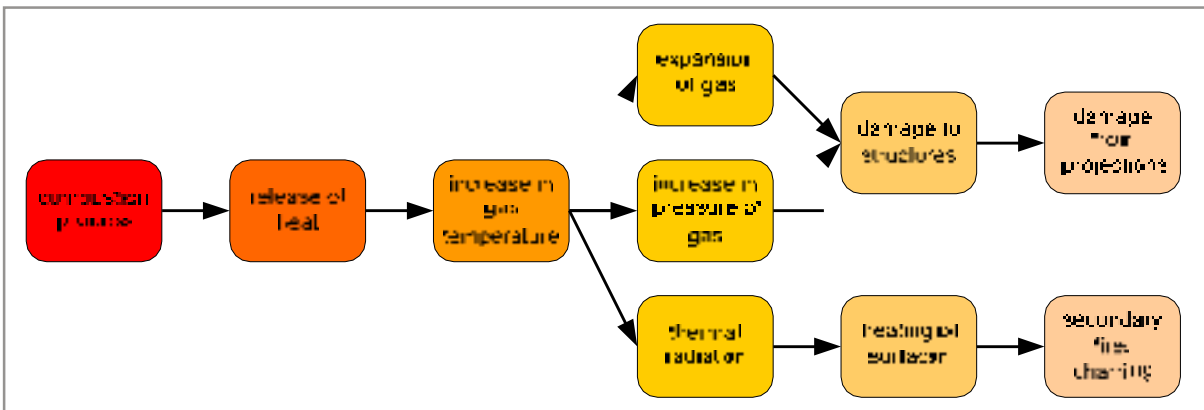 combustion
process
release of
heat
increase in
gas
temperature
expansion
of gas
increase in
pressure of
gas
thermal
radiation
damage to
structures
heating of
surfaces
damage
from
projections
secondary
fires
charring